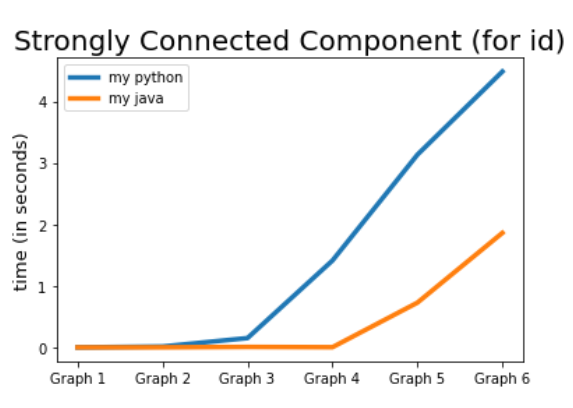 Strongly Connected Component (for id)
my python
my java
time (in seconds)
4
3
2
1
0
Graph 1 Graph 2 Graph 3 Graph 4 Graph 5 Graph 6